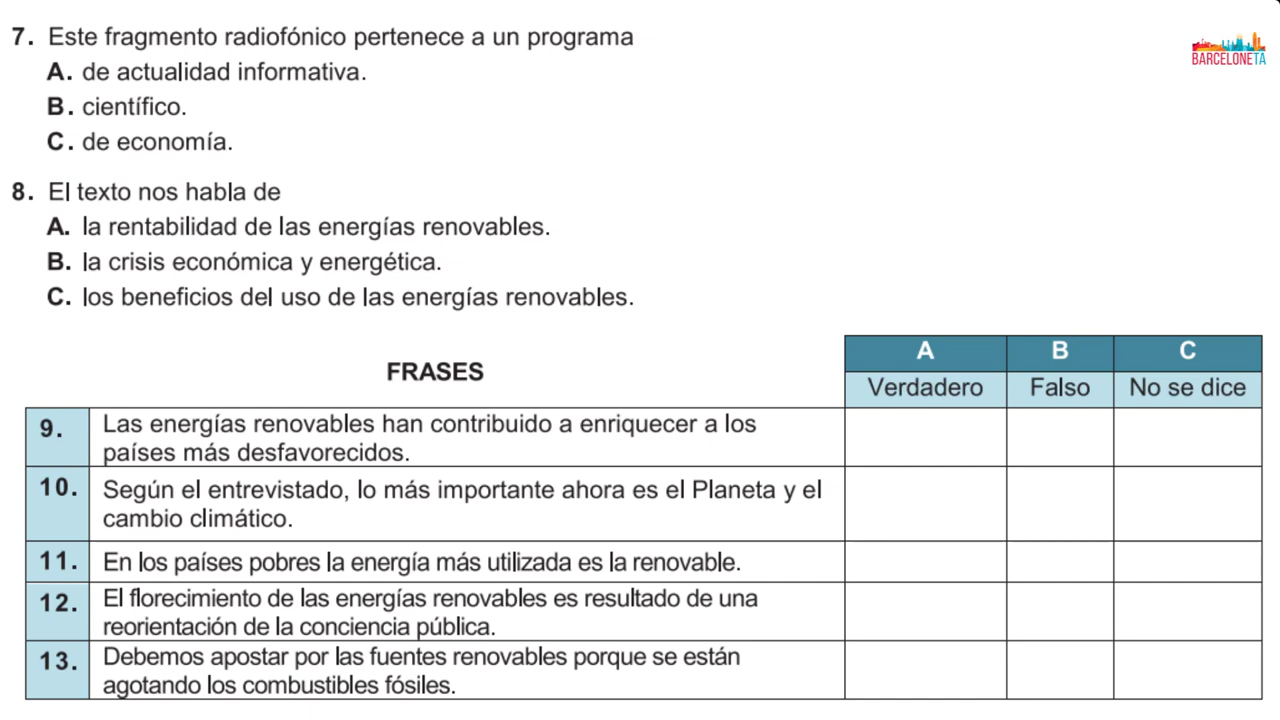 7. Este fragmento radiofónico pertenece a un programa
A. de actualidad informativa.
B. científico.
C. de economía.
BARCELONETA
8. El texto nos habla de
A. la rentabilidad de las energías renovables.
B. la crisis económica y energética.
C. los beneficios del uso de las energías renovables.
FRASES
A B C
Verdadero Falso No se dice
9. Las energías renovables han contribuido a enriquecer a los
países más desfavorecidos.
10. Según el entrevistado, lo más importante ahora es el Planeta y el
cambio climático.
11. En los países pobres la energía más utilizada es la renovable.
12. El florecimiento de las energías renovables es resultado de una
reorientación de la conciencia pública.
13. Debemos apostar por las fuentes renovables porque se están
agotando los combustibles fósiles.